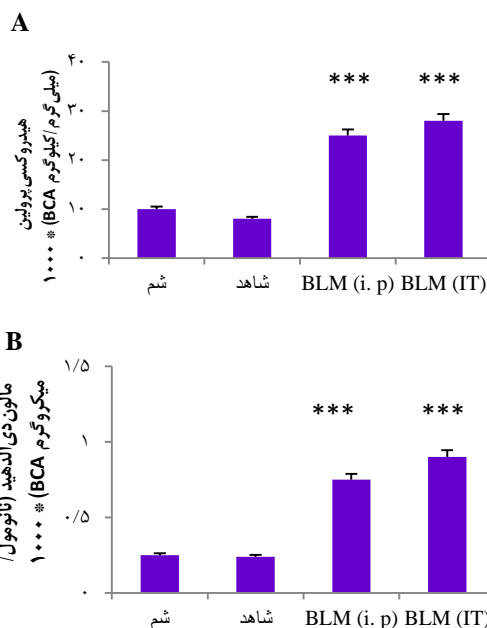 A
هیدروکسی پرولین
(میلی گرم/کیلوگرم BCA) * ۱۰۰۰
۴۰
۳۰
۲۰
۱۰
۰
*** ***
شم شاهد BLM (i. p) BLM (IT)
B
مالون دی‌آلدهید (نانومول/
میکروگرم BCA) * ۱۰۰۰
۱/۵
۱
۰/۵
۰
*** ***
شم شاهد BLM (i. p) BLM (IT)